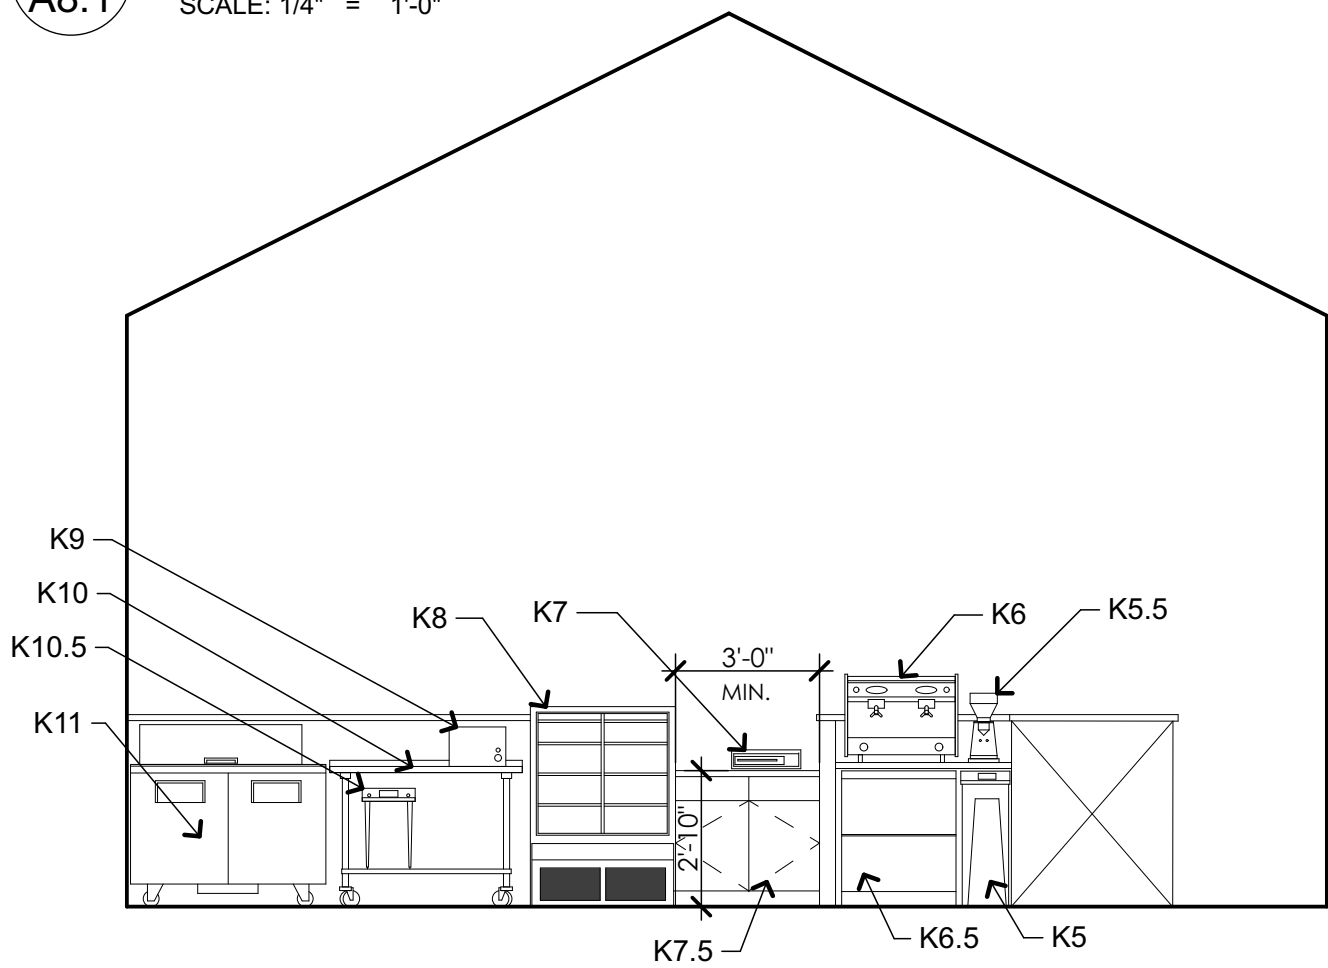 A8.1
SCALE: 1/4" = 1'-0"
K9
K10
K10.5
K11
K8
K7
3'-0"
MIN.
K6
K5.5
2'-10"
K7.5
K6.5
K5